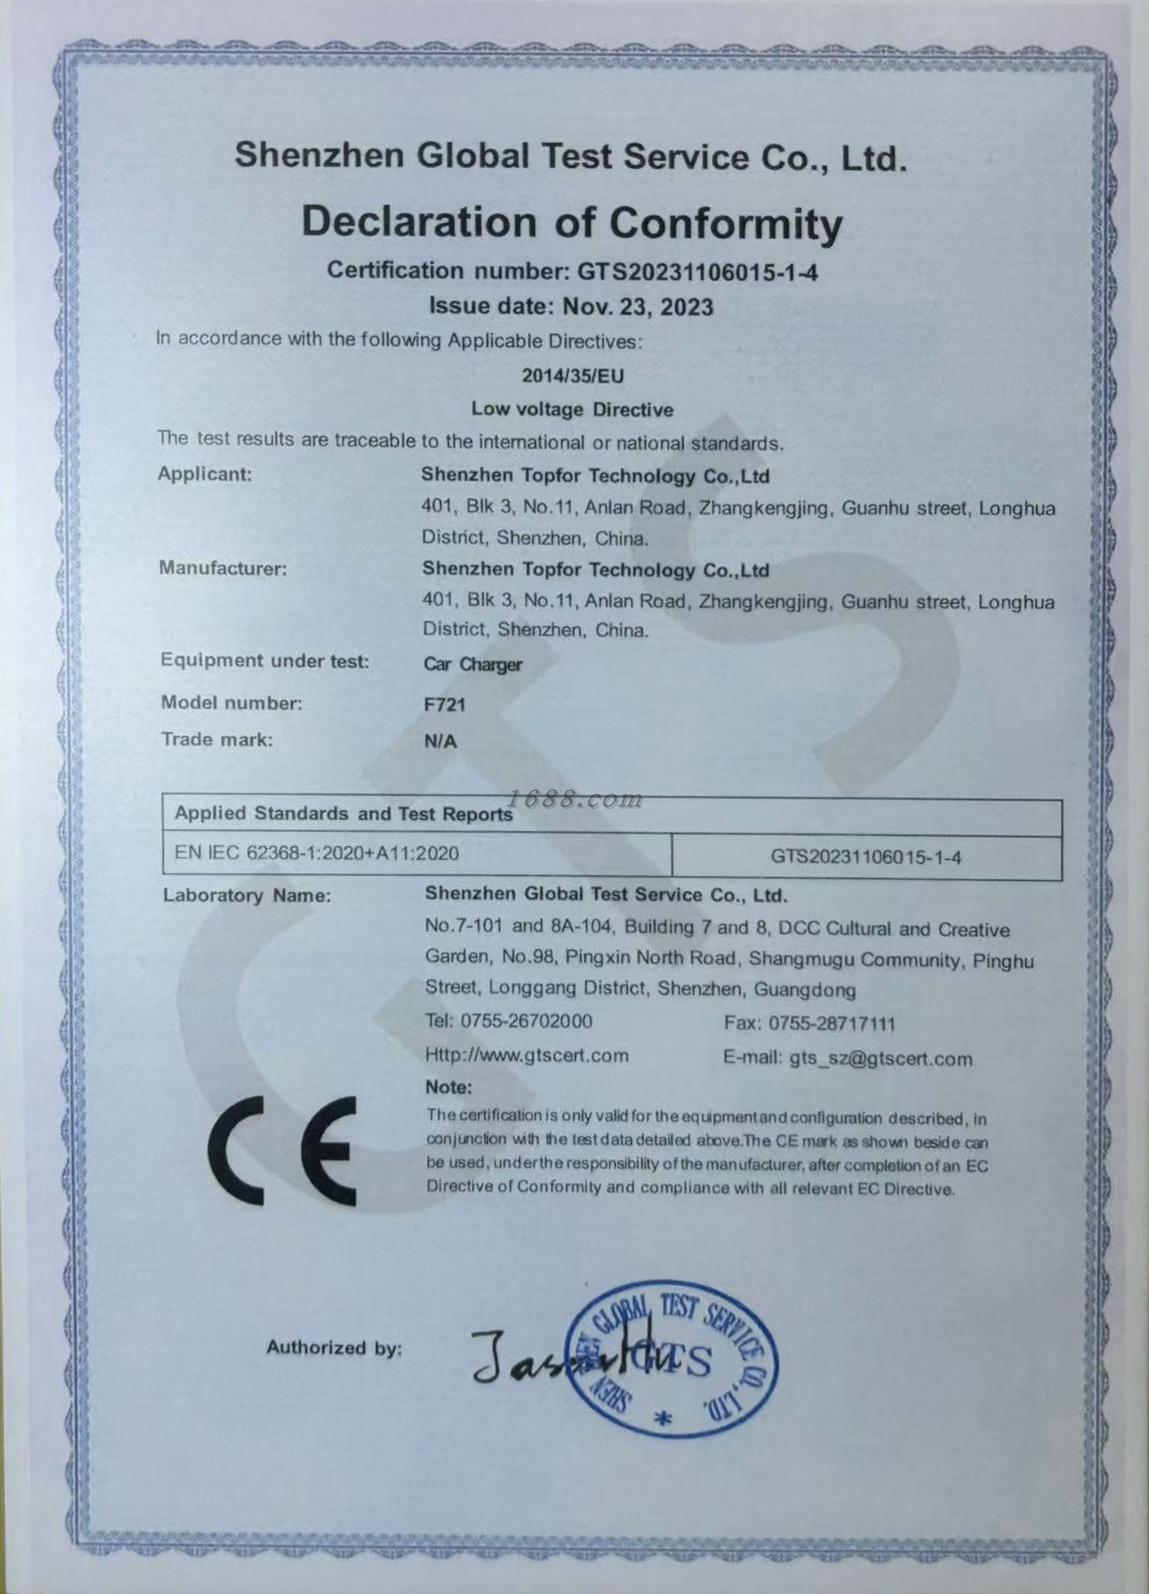 Shenzhen Global Test Service Co., Ltd.
Declaration of Conformity
Certification number: GTS20231106015-1-4
Issue date: Nov. 23, 2023
In accordance with the following Applicable Directives:
2014/35/EU
Low voltage Directive
The test results are traceable to the international or national standards.
Applicant: Shenzhen Topfor Technology Co.,Ltd
401, Blk 3, No.11, Anlan Road, Zhangkengjing, Guanhu street, Longhua
District, Shenzhen, China.
Manufacturer: Shenzhen Topfor Technology Co.,Ltd
401, Blk 3, No.11, Anlan Road, Zhangkengjing, Guanhu street, Longhua
District, Shenzhen, China.
Equipment under test: Car Charger
Model number: F721
Trade mark: N/A
1688.com
Applied Standards and Test Reports
EN IEC 62368-1:2020+A11:2020 GTS20231106015-1-4
Laboratory Name: Shenzhen Global Test Service Co., Ltd.
No.7-101 and 8A-104, Building 7 and 8, DCC Cultural and Creative
Garden, No.98, Pingxin North Road, Shangmugu Community, Pinghu
Street, Longgang District, Shenzhen, Guangdong
Tel: 0755-26702000 Fax: 0755-28717111
Http://www.gtscert.com E-mail: gts_sz@gtscert.com
Note:
The certification is only valid for the equipment and configuration described, in
conjunction with the test data detailed above.The CE mark as shown beside can
be used, under the responsibility of the manufacturer, after completion of an EC
Directive of Conformity and compliance with all relevant EC Directive.
CE
GTS
Authorized by:
GLOBAL TEST SERVICE CO., LTD.
GTS